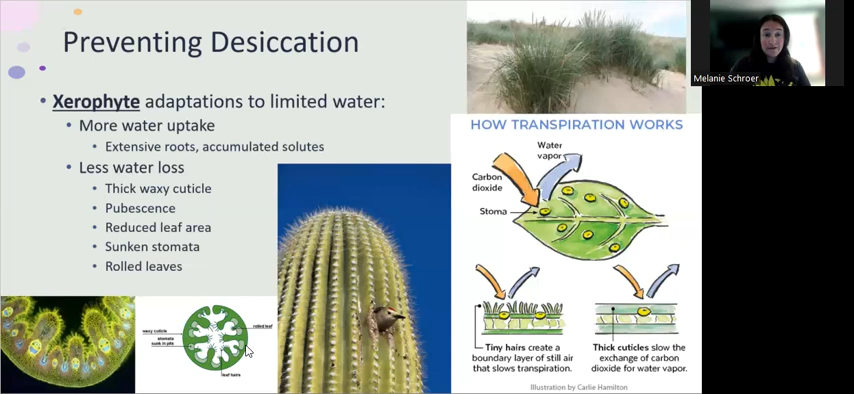 Preventing Desiccation
Xerophyte adaptations to limited water:
More water uptake
Extensive roots, accumulated solutes
Less water loss
Thick waxy cuticle
Pubescence
Reduced leaf area
Sunken stomata
Rolled leaves
waxy cuticle
stomata
sunk in pits
rolled leaf
leaf hairs
HOW TRANSPIRATION WORKS
Water
vapor
Carbon
dioxide
Stoma
Tiny hairs create a
boundary layer of still air
that slows transpiration.
Thick cuticles slow the
exchange of carbon
dioxide for water vapor.
Illustration by Carlie Hamilton
Melanie Schroer